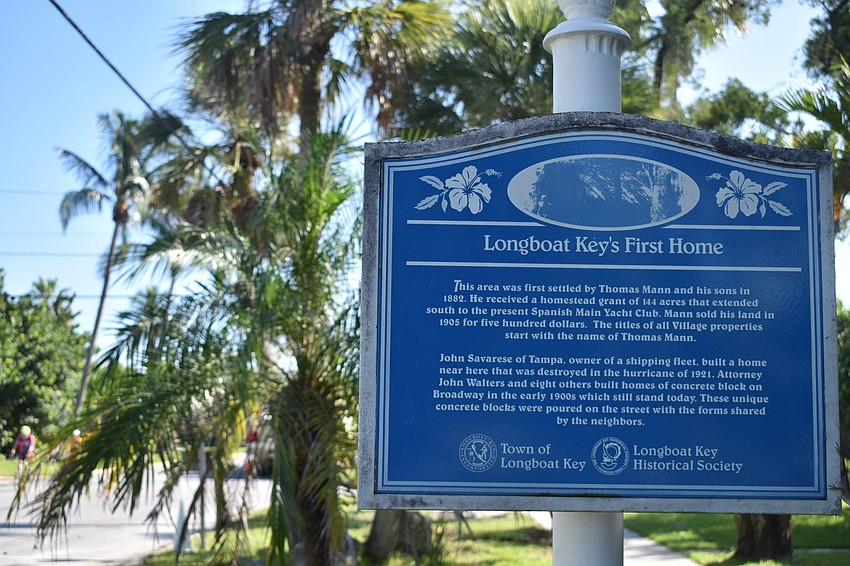 Longboat Key's First Home
This area was first settled by Thomas Mann and his sons in
1882. He received a homestead grant of 144 acres that extended
south to the present Spanish Main Yacht Club. Mann sold his land in
1905 for five hundred dollars. The titles of all Village properties
start with the name of Thomas Mann.
John Savarese of Tampa, owner of a shipping fleet, built a home
near here that was destroyed in the hurricane of 1921. Attorney
John Walters and eight others built homes of concrete block on
Broadway in the early 1900s which still stand today. These unique
concrete blocks were poured on the street with the forms shared
by the neighbors.
Town of
Longboat Key
Longboat Key
Historical Society